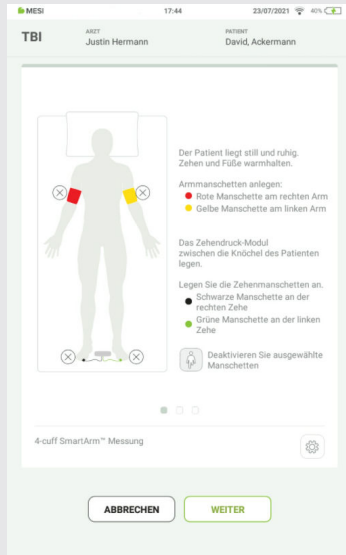 MESI 17:44 23/07/2021 40%
TBI
ARZT
Justin Hermann
PATIENT
David, Ackermann
Der Patient liegt still und ruhig.
Zehen und Füße warmhalten.
Armmanschetten anlegen:
Rote Manschette am rechten Arm
Gelbe Manschette am linken Arm
Das Zehendruck-Modul
zwischen die Knöchel des Patienten
legen.
Legen Sie die Zehenmanschetten an.
Schwarze Manschette an der
rechten Zehe
Grüne Manschette an der linken
Zehe
Deaktivieren Sie ausgewählte
Manschetten
4-cuff SmartArm™ Messung
ABBRECHEN
WEITER